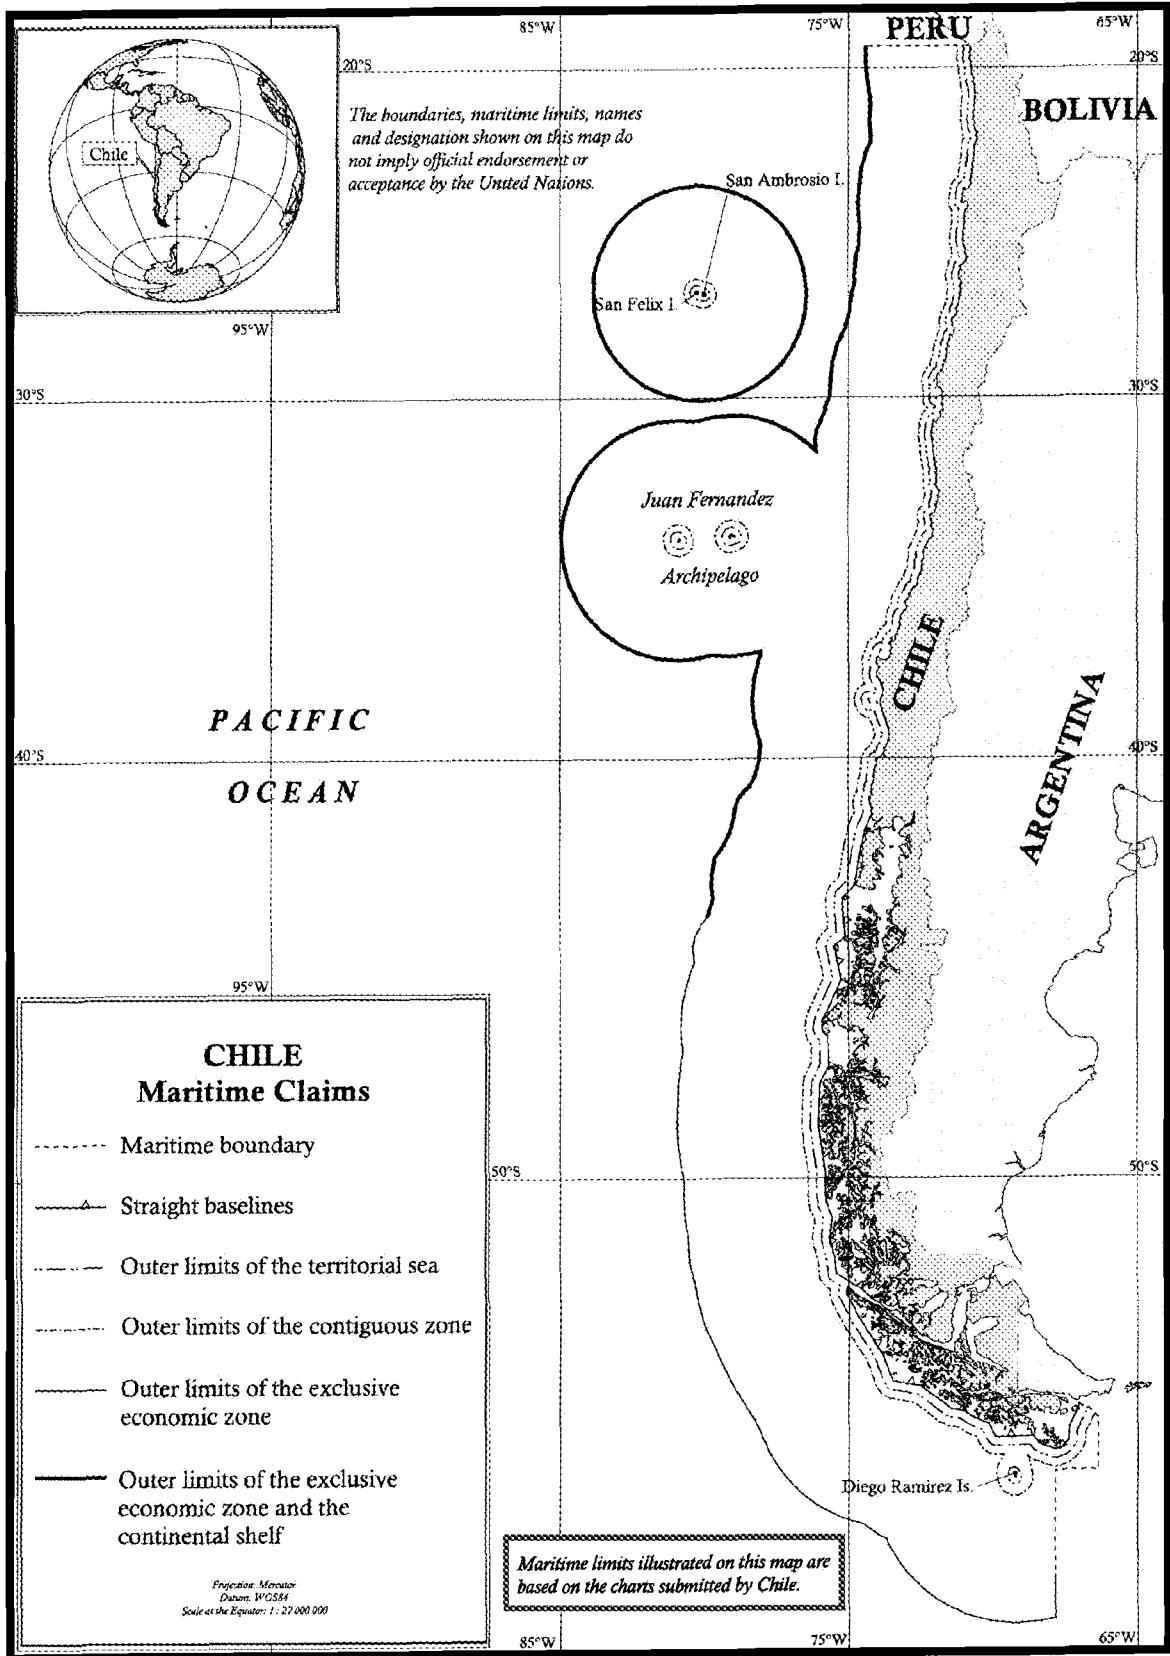 85°W
75°W
PERU
65°W
20°S
20°S
BOLIVIA
The boundaries, maritime limits, names
and designation shown on this map do
not imply official endorsement or
acceptance by the United Nations.
Chile
San Ambrosio I.
San Felix I.
95°W
30°S
30°S
Juan Fernandez
Archipelago
CHILE
ARGENTINA
PACIFIC
OCEAN
40°S
40°S
95°W
CHILE
Maritime Claims
Maritime boundary
Straight baselines
Outer limits of the territorial sea
Outer limits of the contiguous zone
Outer limits of the exclusive
economic zone
Outer limits of the exclusive
economic zone and the
continental shelf
Projection: Mercator
Datum: WGS84
Scale at the Equator: 1 : 27 000 000
50°S
50°S
Diego Ramirez Is.
Maritime limits illustrated on this map are
based on the charts submitted by Chile.
85°W
75°W
65°W